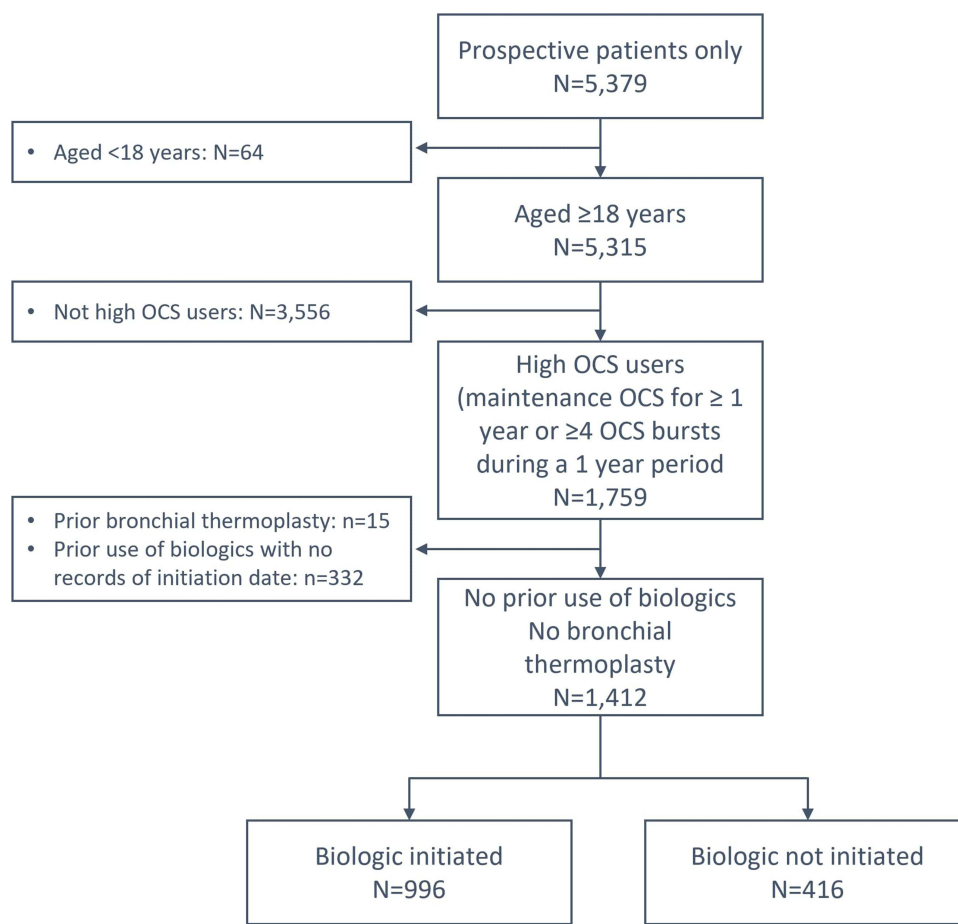 Prospective patients only
N=5,379
• Aged <18 years: N=64
Aged ≥18 years
N=5,315
• Not high OCS users: N=3,556
High OCS users
(maintenance OCS for ≥ 1
year or ≥4 OCS bursts
during a 1 year period
N=1,759
• Prior bronchial thermoplasty: n=15
• Prior use of biologics with no
records of initiation date: n=332
No prior use of biologics
No bronchial
thermoplasty
N=1,412
Biologic initiated
N=996
Biologic not initiated
N=416